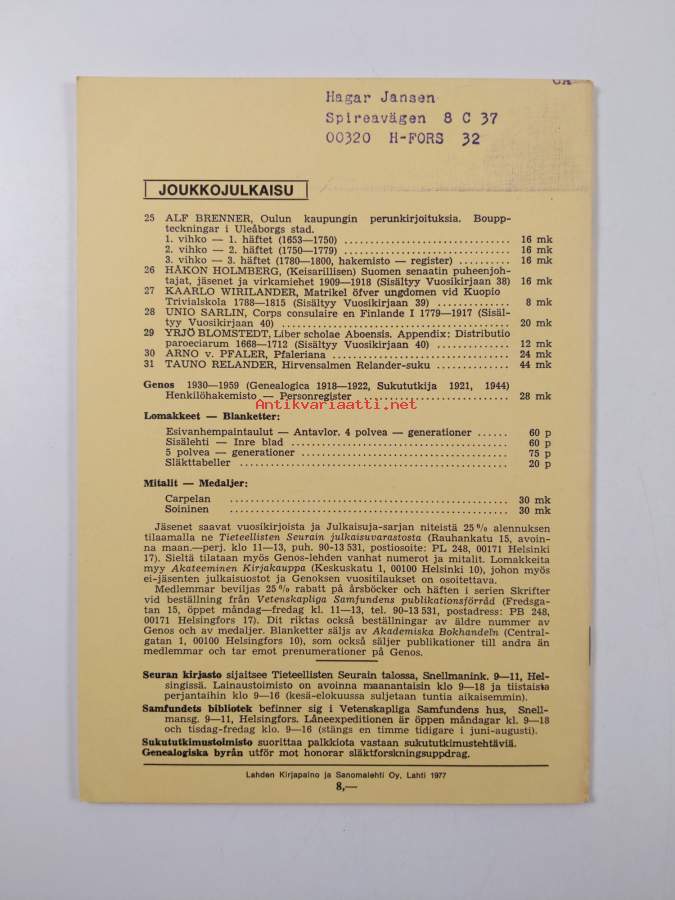 Hagar Jansen
Spireavägen 8 C 37
00320 H-FORS 32
JOUKKOJULKAISU
25 ALF BRENNER, Oulun kaupungin perunkirjoituksia. Boupp-
teckningar i Uleåborgs stad.
1. vihko — 1. häftet (1653—1750) ................................. 16 mk
2. vihko — 2. häftet (1750—1779) ................................. 16 mk
3. vihko — 3. häftet (1780—1800, hakemisto — register) .......... 16 mk
26 HÅKON HOLMBERG, (Keisarillisen) Suomen senaatin puheenjoh-
tajat, jäsenet ja virkamiehet 1909—1918 (Sisältyy Vuosikirjaan 38) 16 mk
27 KAARLO WIRILANDER, Matrikel öfver ungdomen vid Kuopio
Trivialskola 1788—1815 (Sisältyy Vuosikirjaan 39) ................ 8 mk
28 UNIO SARLIN, Corps consulaire en Finlande I 1779—1917 (Sisäl-
tyy Vuosikirjaan 40) ............................................. 20 mk
29 YRJÖ BLOMSTEDT, Liber scholae Aboensis. Appendix: Distributio
paroeciarum 1668—1712 (Sisältyy Vuosikirjaan 40) ................ 12 mk
30 ARNO v. PFALER, Pfaleriana .................................... 24 mk
31 TAUNO RELANDER, Hirvensalmen Relander-suku .................. 44 mk
Genos 1930—1959 (Genealogica 1918—1922, Sukututkija 1921, 1944)
Henkilöhakemisto — Personregister ............................... 28 mk
Antikvariaatti.net
Lomakkeet — Blanketter:
Esivanhempaintaulut — Antavlor. 4 polvea — generationer ...... 60 p
Sisälehti — Inre blad ........................................... 60 p
5 polvea — generationer ......................................... 75 p
Släkttabeller ................................................... 20 p
Mitalit — Medaljer:
Carpelan ........................................................ 30 mk
Soininen ........................................................ 30 mk
Jäsenet saavat vuosikirjoista ja Julkaisuja-sarjan niteistä 25 % alennuksen
tilaamalla ne Tieteellisten Seurain julkaisuvarastosta (Rauhankatu 15, avoin-
na maan.—perj. klo 11—13, puh. 90-13 531, postiosoite: PL 248, 00171 Helsinki
17). Sieltä tilataan myös Genos-lehden vanhat numerot ja mitalit. Lomakkeita
myy Akateeminen Kirjakauppa (Keskuskatu 1, 00100 Helsinki 10), johon myös
ei-jäsenten julkaisuostot ja Genoksen vuositilaukset on osoitettava.
Medlemmar beviljas 25 % rabatt på årsböcker och häften i serien Skrifter
vid beställning från Vetenskapliga Samfundens publikationsförråd (Fredsga-
tan 15, öppet måndag—fredag kl. 11—13, tel. 90-13 531, postadress: PB 248,
00171 Helsingfors 17). Dit riktas också beställningar av äldre nummer av
Genos och av medaljer. Blanketter säljs av Akademiska Bokhandeln (Central-
gatan 1, 00100 Helsingfors 10), som också säljer publikationer till andra än
medlemmar och tar emot prenumerationer på Genos.
Seuran kirjasto sijaitsee Tieteellisten Seurain talossa, Snellmanink. 9—11, Hel-
singissä. Lainaustoimisto on avoinna maanantaisin klo 9—18 ja tiistaista
perjantaihin klo 9—16 (kesä-elokuussa suljetaan tuntia aikaisemmin).
Samfundets bibliotek befinner sig i Vetenskapliga Samfundens hus, Snell-
mansg. 9—11, Helsingfors. Låneexpeditionen är öppen måndagar kl. 9—18
och tisdag-fredag klo. 9—16 (stängs en timme tidigare i juni-augusti).
Sukututkimustoimisto suorittaa palkkiota vastaan sukututkimustehtäviä.
Genealogiska byrån utför mot honorar släktforskningsuppdrag.
Lahden Kirjapaino ja Sanomalehti Oy, Lahti 1977
8,—